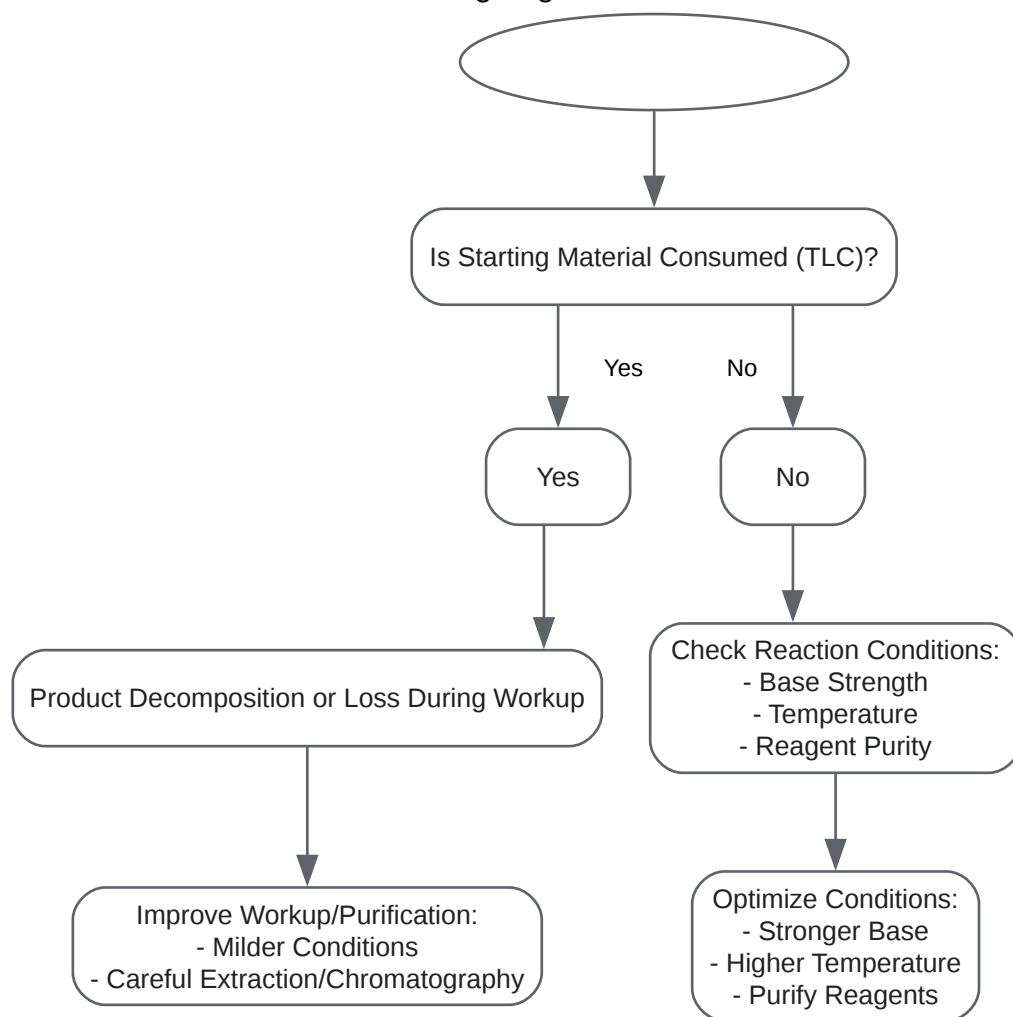 Is Starting Material Consumed (TLC)?
Yes
No
Yes
No
Check Reaction Conditions:
- Base Strength
- Temperature
- Reagent Purity
Product Decomposition or Loss During Workup
Improve Workup/Purification:
- Milder Conditions
- Careful Extraction/Chromatography
Optimize Conditions:
- Stronger Base
- Higher Temperature
- Purify Reagents